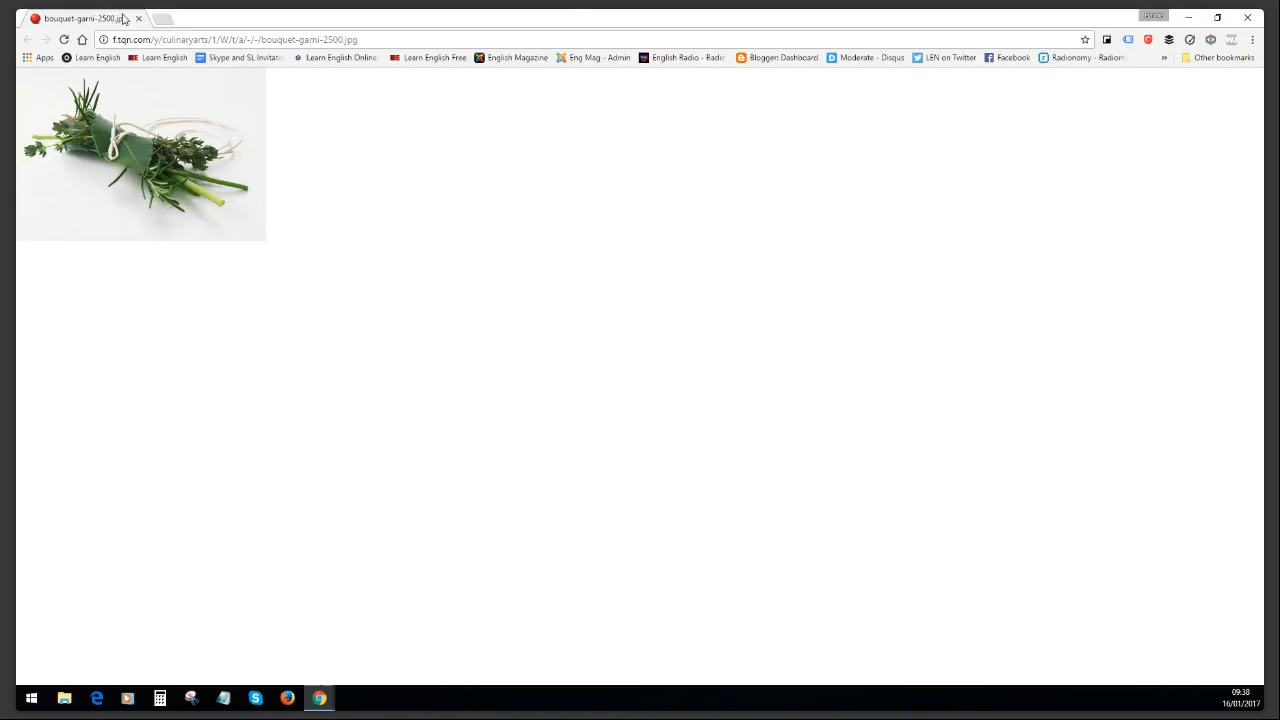 bouquet-garni-2500.jp
f.tqn.com/y/culinaryarts/1/W/t/a/-/-/bouquet-garni-2500.jpg
Apps Learn English Learn English Skype and SL Invitatio Learn English Online Learn English Free English Magazine Eng Mag - Admin English Radio - Radio Blogger: Dashboard Moderate - Disqus LEN on Twitter Facebook Radionomy - Radiom » Other bookmarks
09:38
16/01/2017